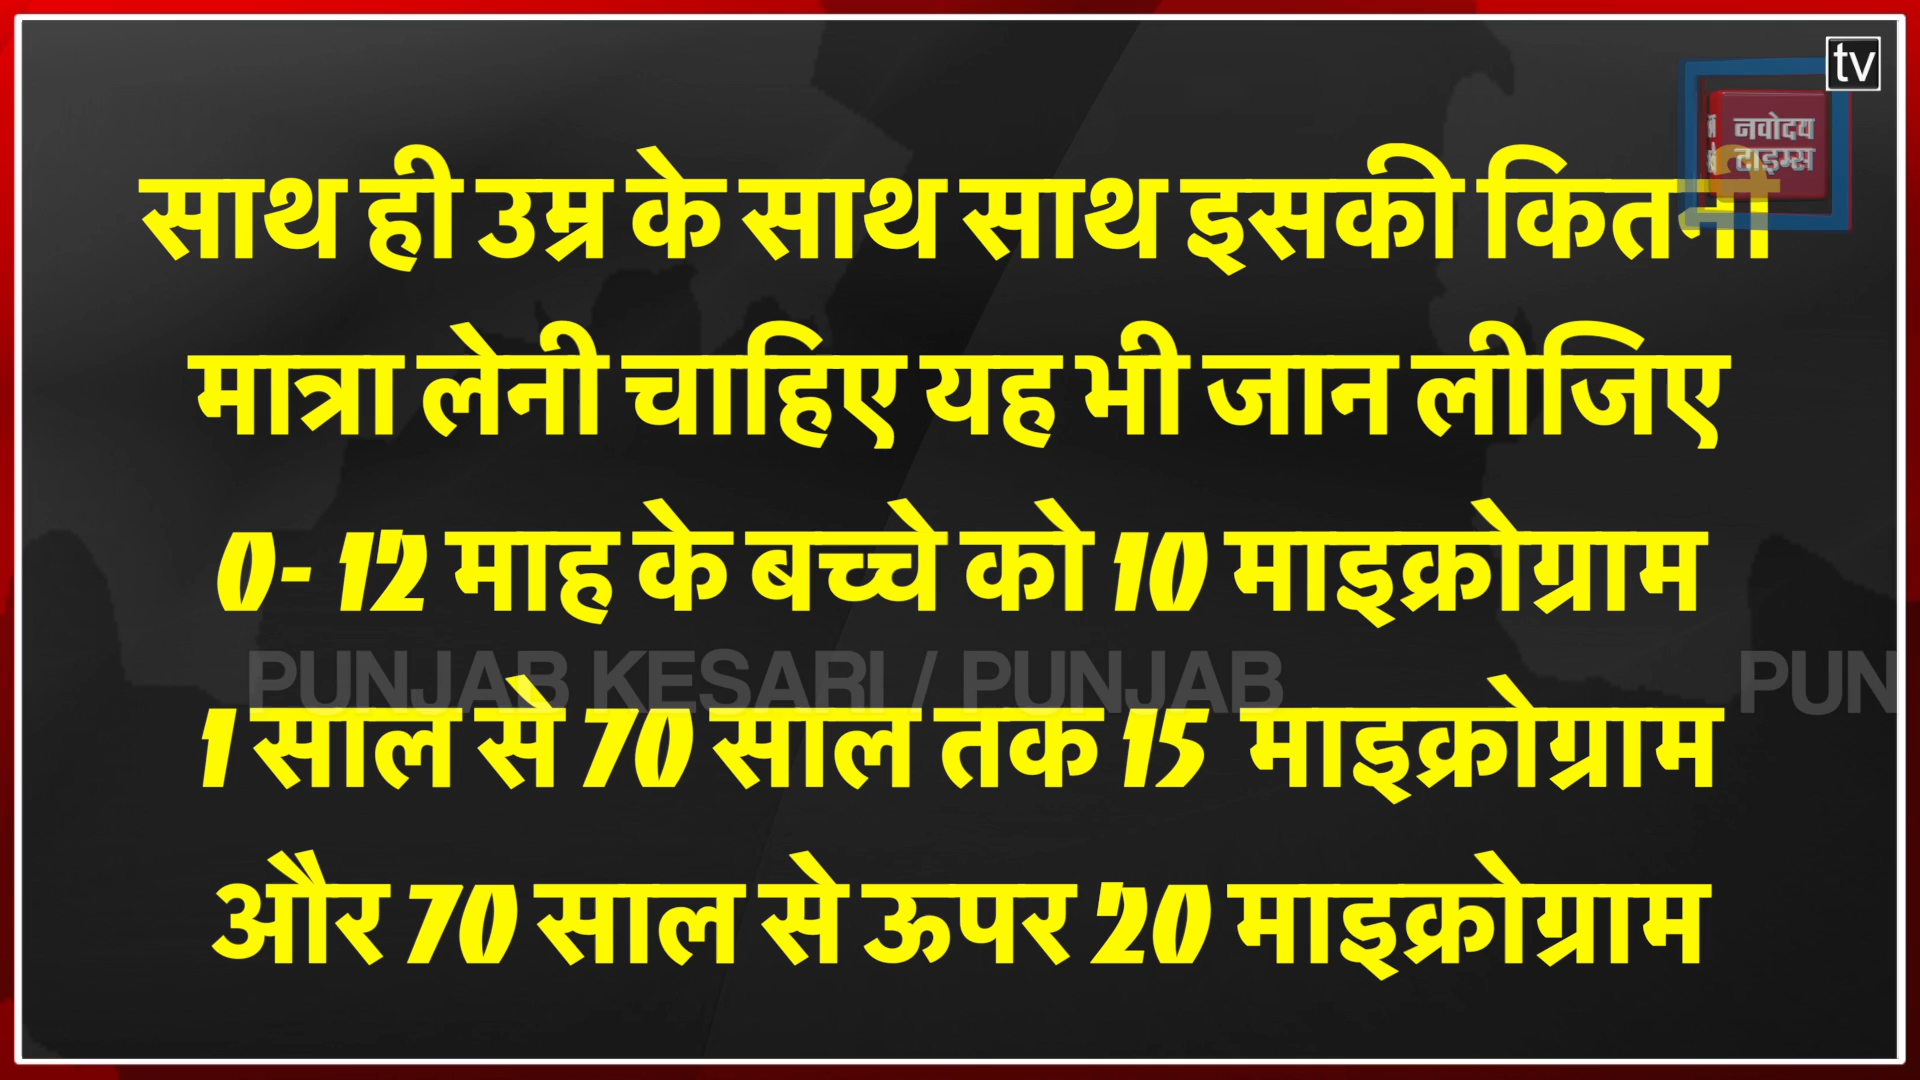 tv
नवोदय
टाइम्स
साथ ही उम्र के साथ साथ इसकी कितनी
मात्रा लेनी चाहिए यह भी जान लीजिए
0- 12 माह के बच्चे को 10 माइक्रोग्राम
PUNJAB KESARI / PUNJAB PUN
1 साल से 70 साल तक 15 माइक्रोग्राम
और 70 साल से ऊपर 20 माइक्रोग्राम